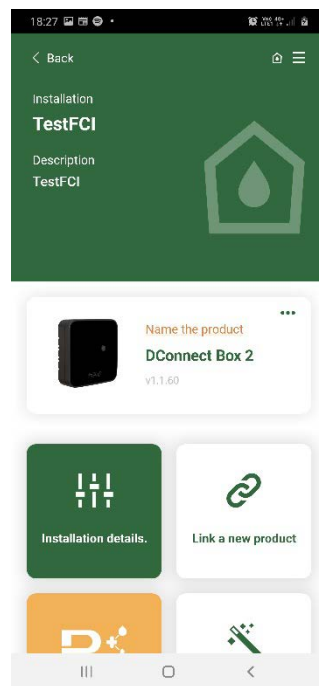 18:27
Back
Installation
TestFCI
Description
TestFCI
Name the product
DConnect Box 2
v1.1.60
Installation details.
Link a new product